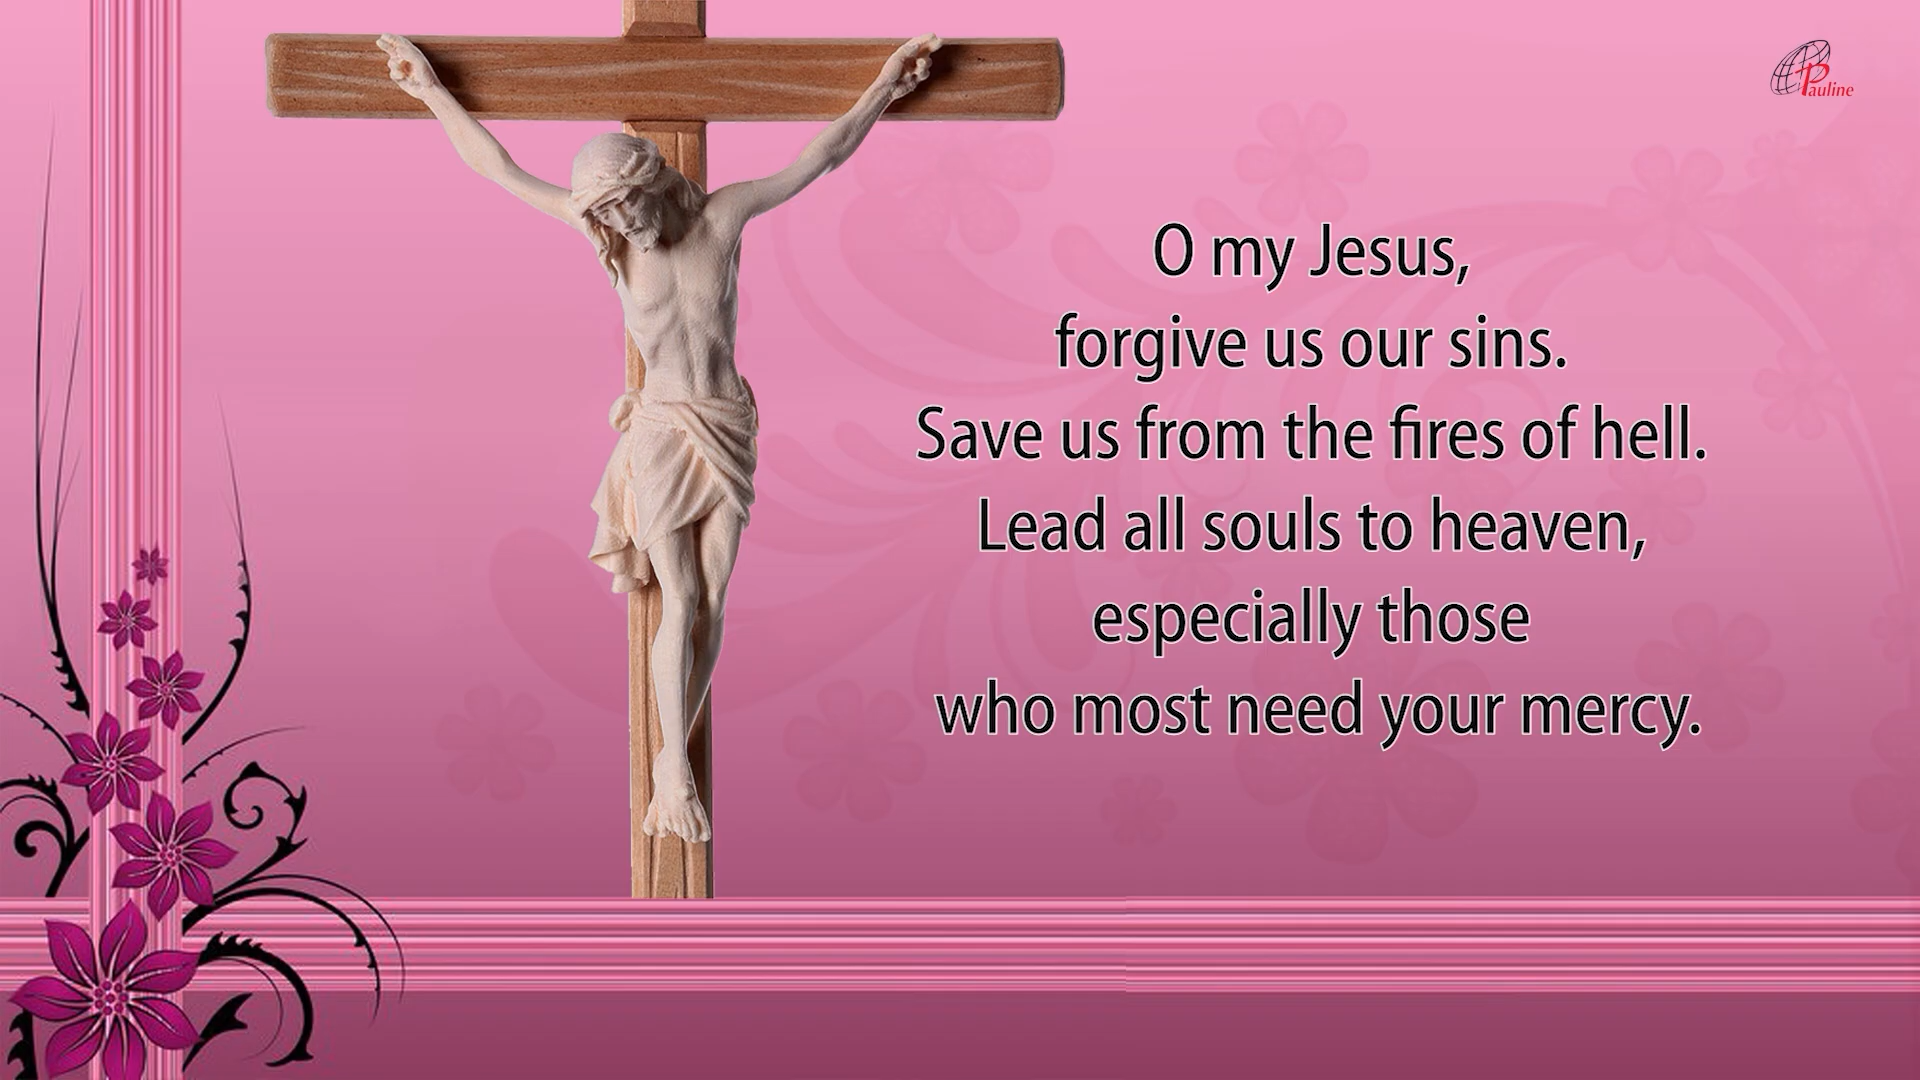 Pauline
O my Jesus,
forgive us our sins.
Save us from the fires of hell.
Lead all souls to heaven,
especially those
who most need your mercy.